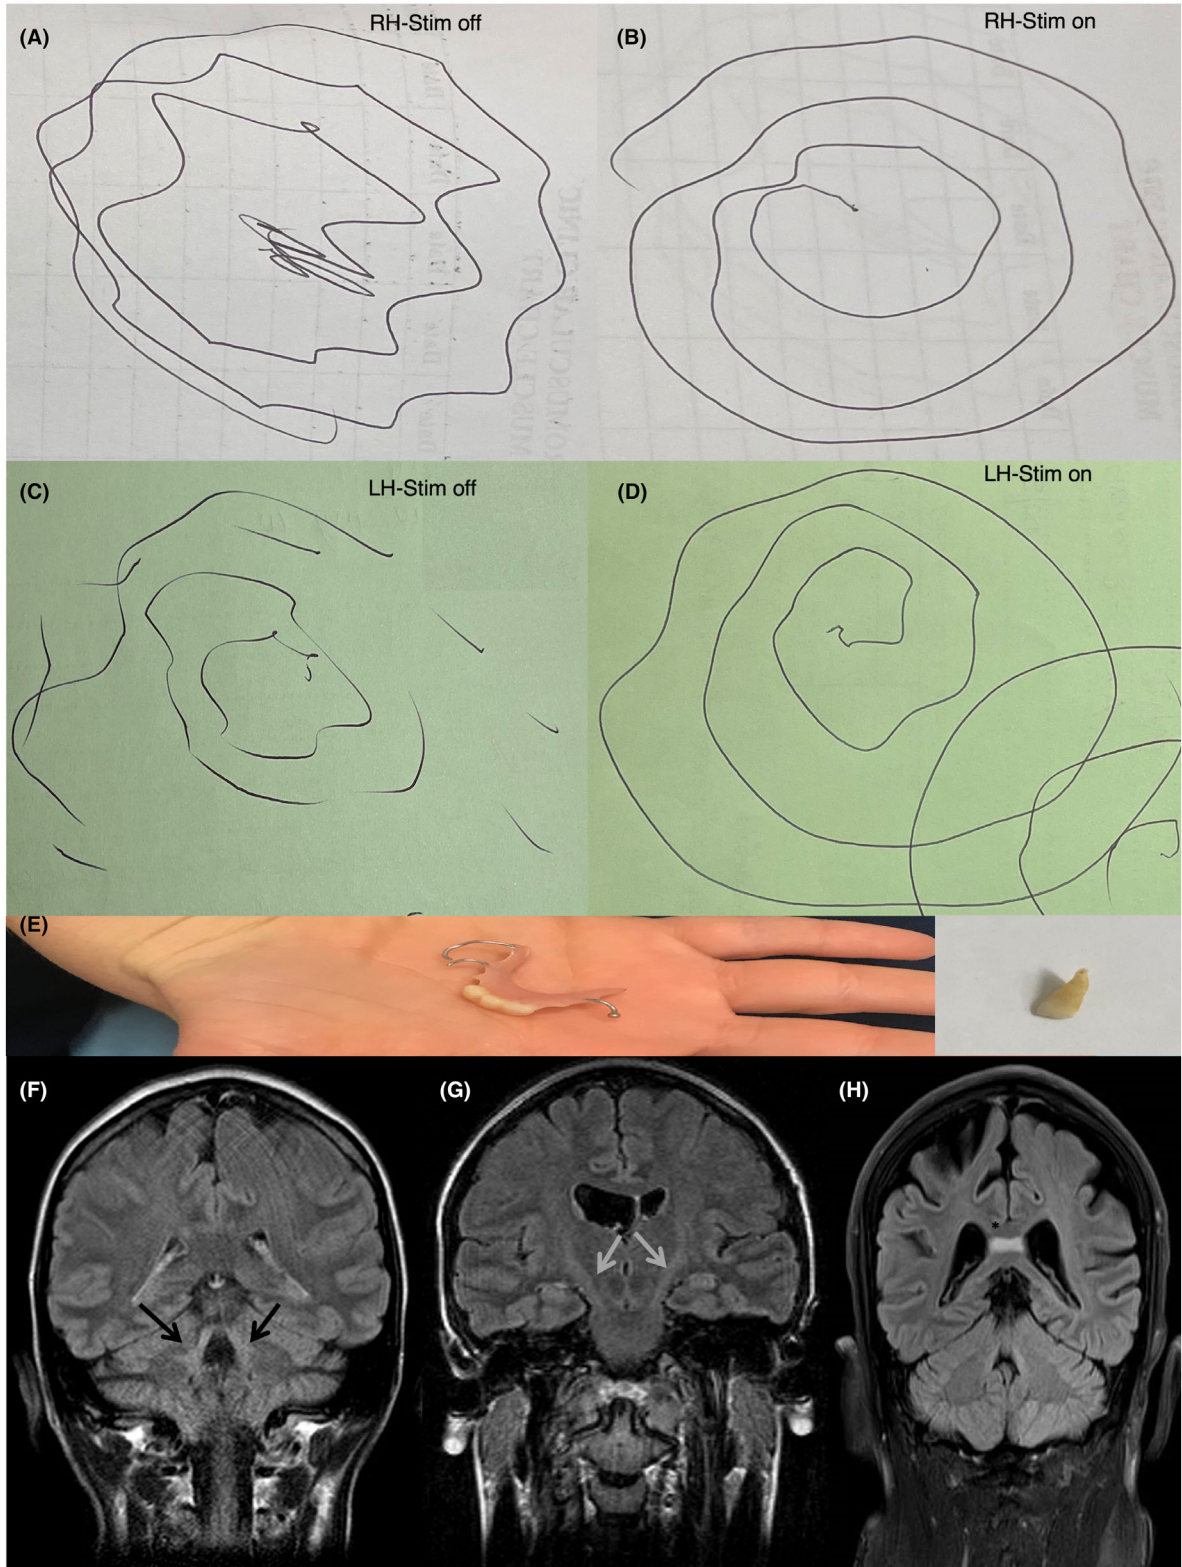 (A)
RH-Stim off
(B)
RH-Stim on
(C)
LH-Stim off
(D)
LH-Stim on
(E)
(F)
(G)
(H)
*